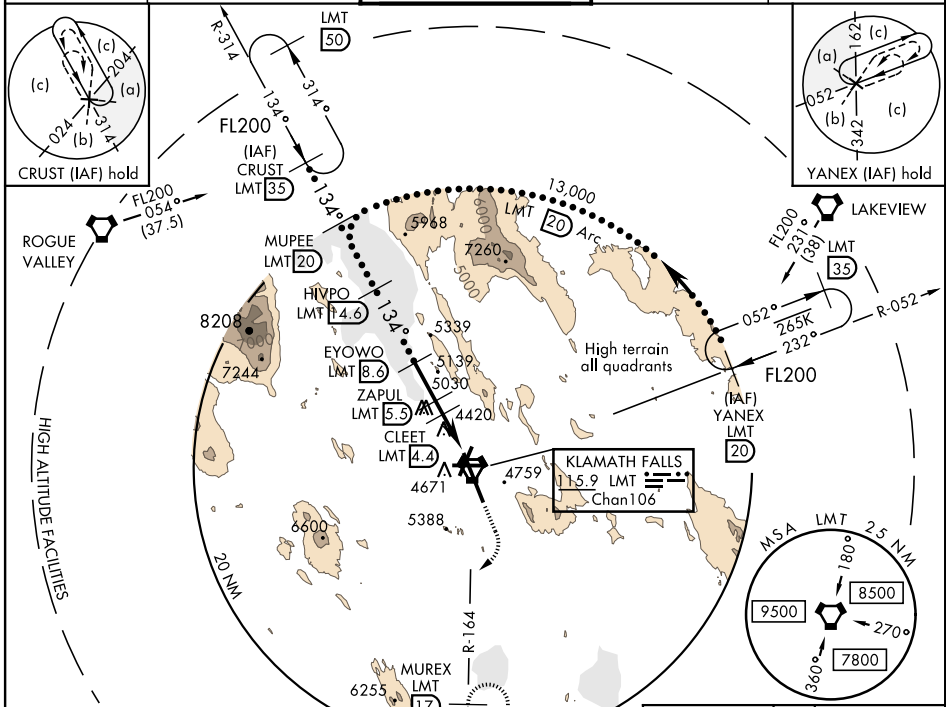 (c)
(c)
204
(a)
(b)
024
314
CRUST (IAF) hold
R-314
LMT
50
314°
134°
FL200
(IAF)
CRUST
LMT 35
134°
FL200
054°
(37.5)
ROGUE
VALLEY
MUPEE
LMT 20
HIVPO
LMT 14.6
134°
EYOWO
LMT 8.6
ZAPUL
LMT 5.5
CLEET
LMT 4.4
13,000
LMT 20 Arc
5968
7260
5000
7000
8208
7244
5339
5139
5030
4420
4671
4759
5388
6600
6255
20 NM
HIGH ALTITUDE FACILITIES
High terrain
all quadrants
162
(c)
(a)
052
(b)
(c)
342
YANEX (IAF) hold
LAKEVIEW
FL200
231°
(38)
LMT
35
R-052
052°
265K
232°
FL200
(IAF)
YANEX
LMT
20
KLAMATH FALLS
115.9 LMT
Chan 106
R-164
MUREX
LMT
17
MSA LMT 25 NM
180°
8500
9500
270°
7800
360°